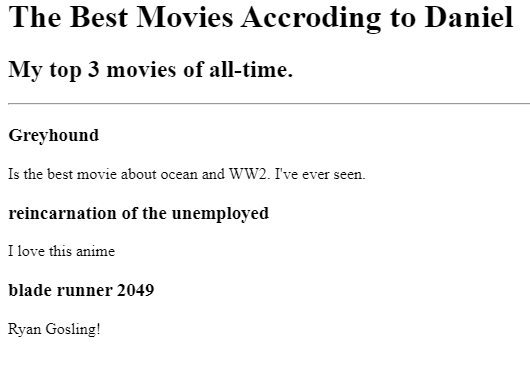 The Best Movies Accroding to Daniel
My top 3 movies of all-time.
Greyhound
Is the best movie about ocean and WW2. I've ever seen.
reincarnation of the unemployed
I love this anime
blade runner 2049
Ryan Gosling!